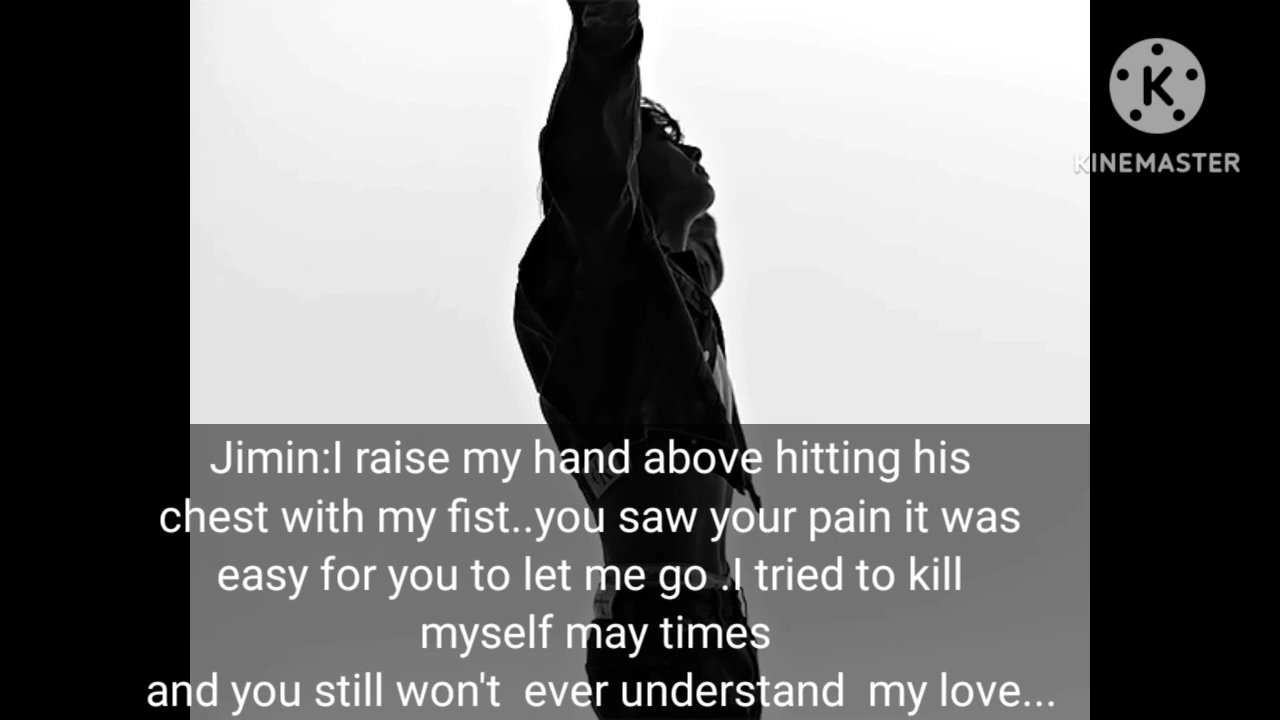 KINEMASTER
Jimin:I raise my hand above hitting his
chest with my fist..you saw your pain it was
easy for you to let me go .I tried to kill
myself may times
and you still won't  ever understand  my love...